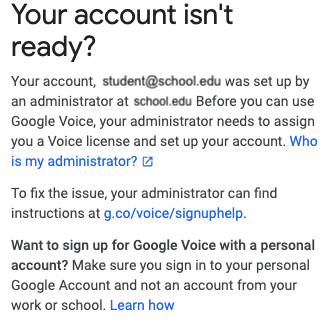 Your account isn't
ready?
Your account, student@school.edu was set up by
an administrator at school.edu Before you can use
Google Voice, your administrator needs to assign
you a Voice license and set up your account. Who
is my administrator?
To fix the issue, your administrator can find
instructions at g.co/voice/signuphelp.
Want to sign up for Google Voice with a personal
account? Make sure you sign in to your personal
Google Account and not an account from your
work or school. Learn how